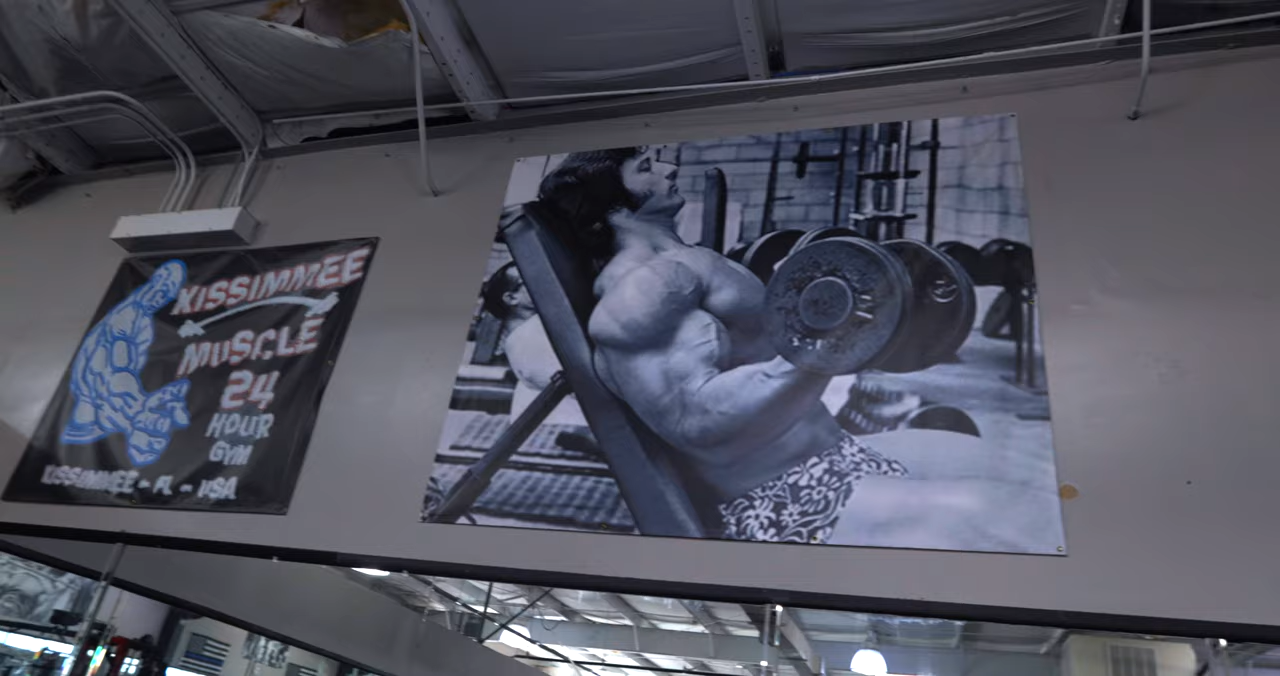 KISSIMMEE
MUSCLE
24
HOUR
GYM
KISSIMMEE - FL - USA